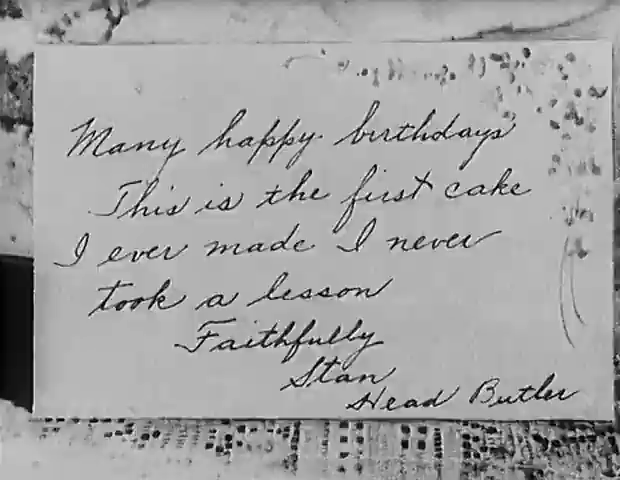 Many happy birthdays
This is the first cake
I ever made I never
took a lesson
Faithfully
Stan
Head Butler